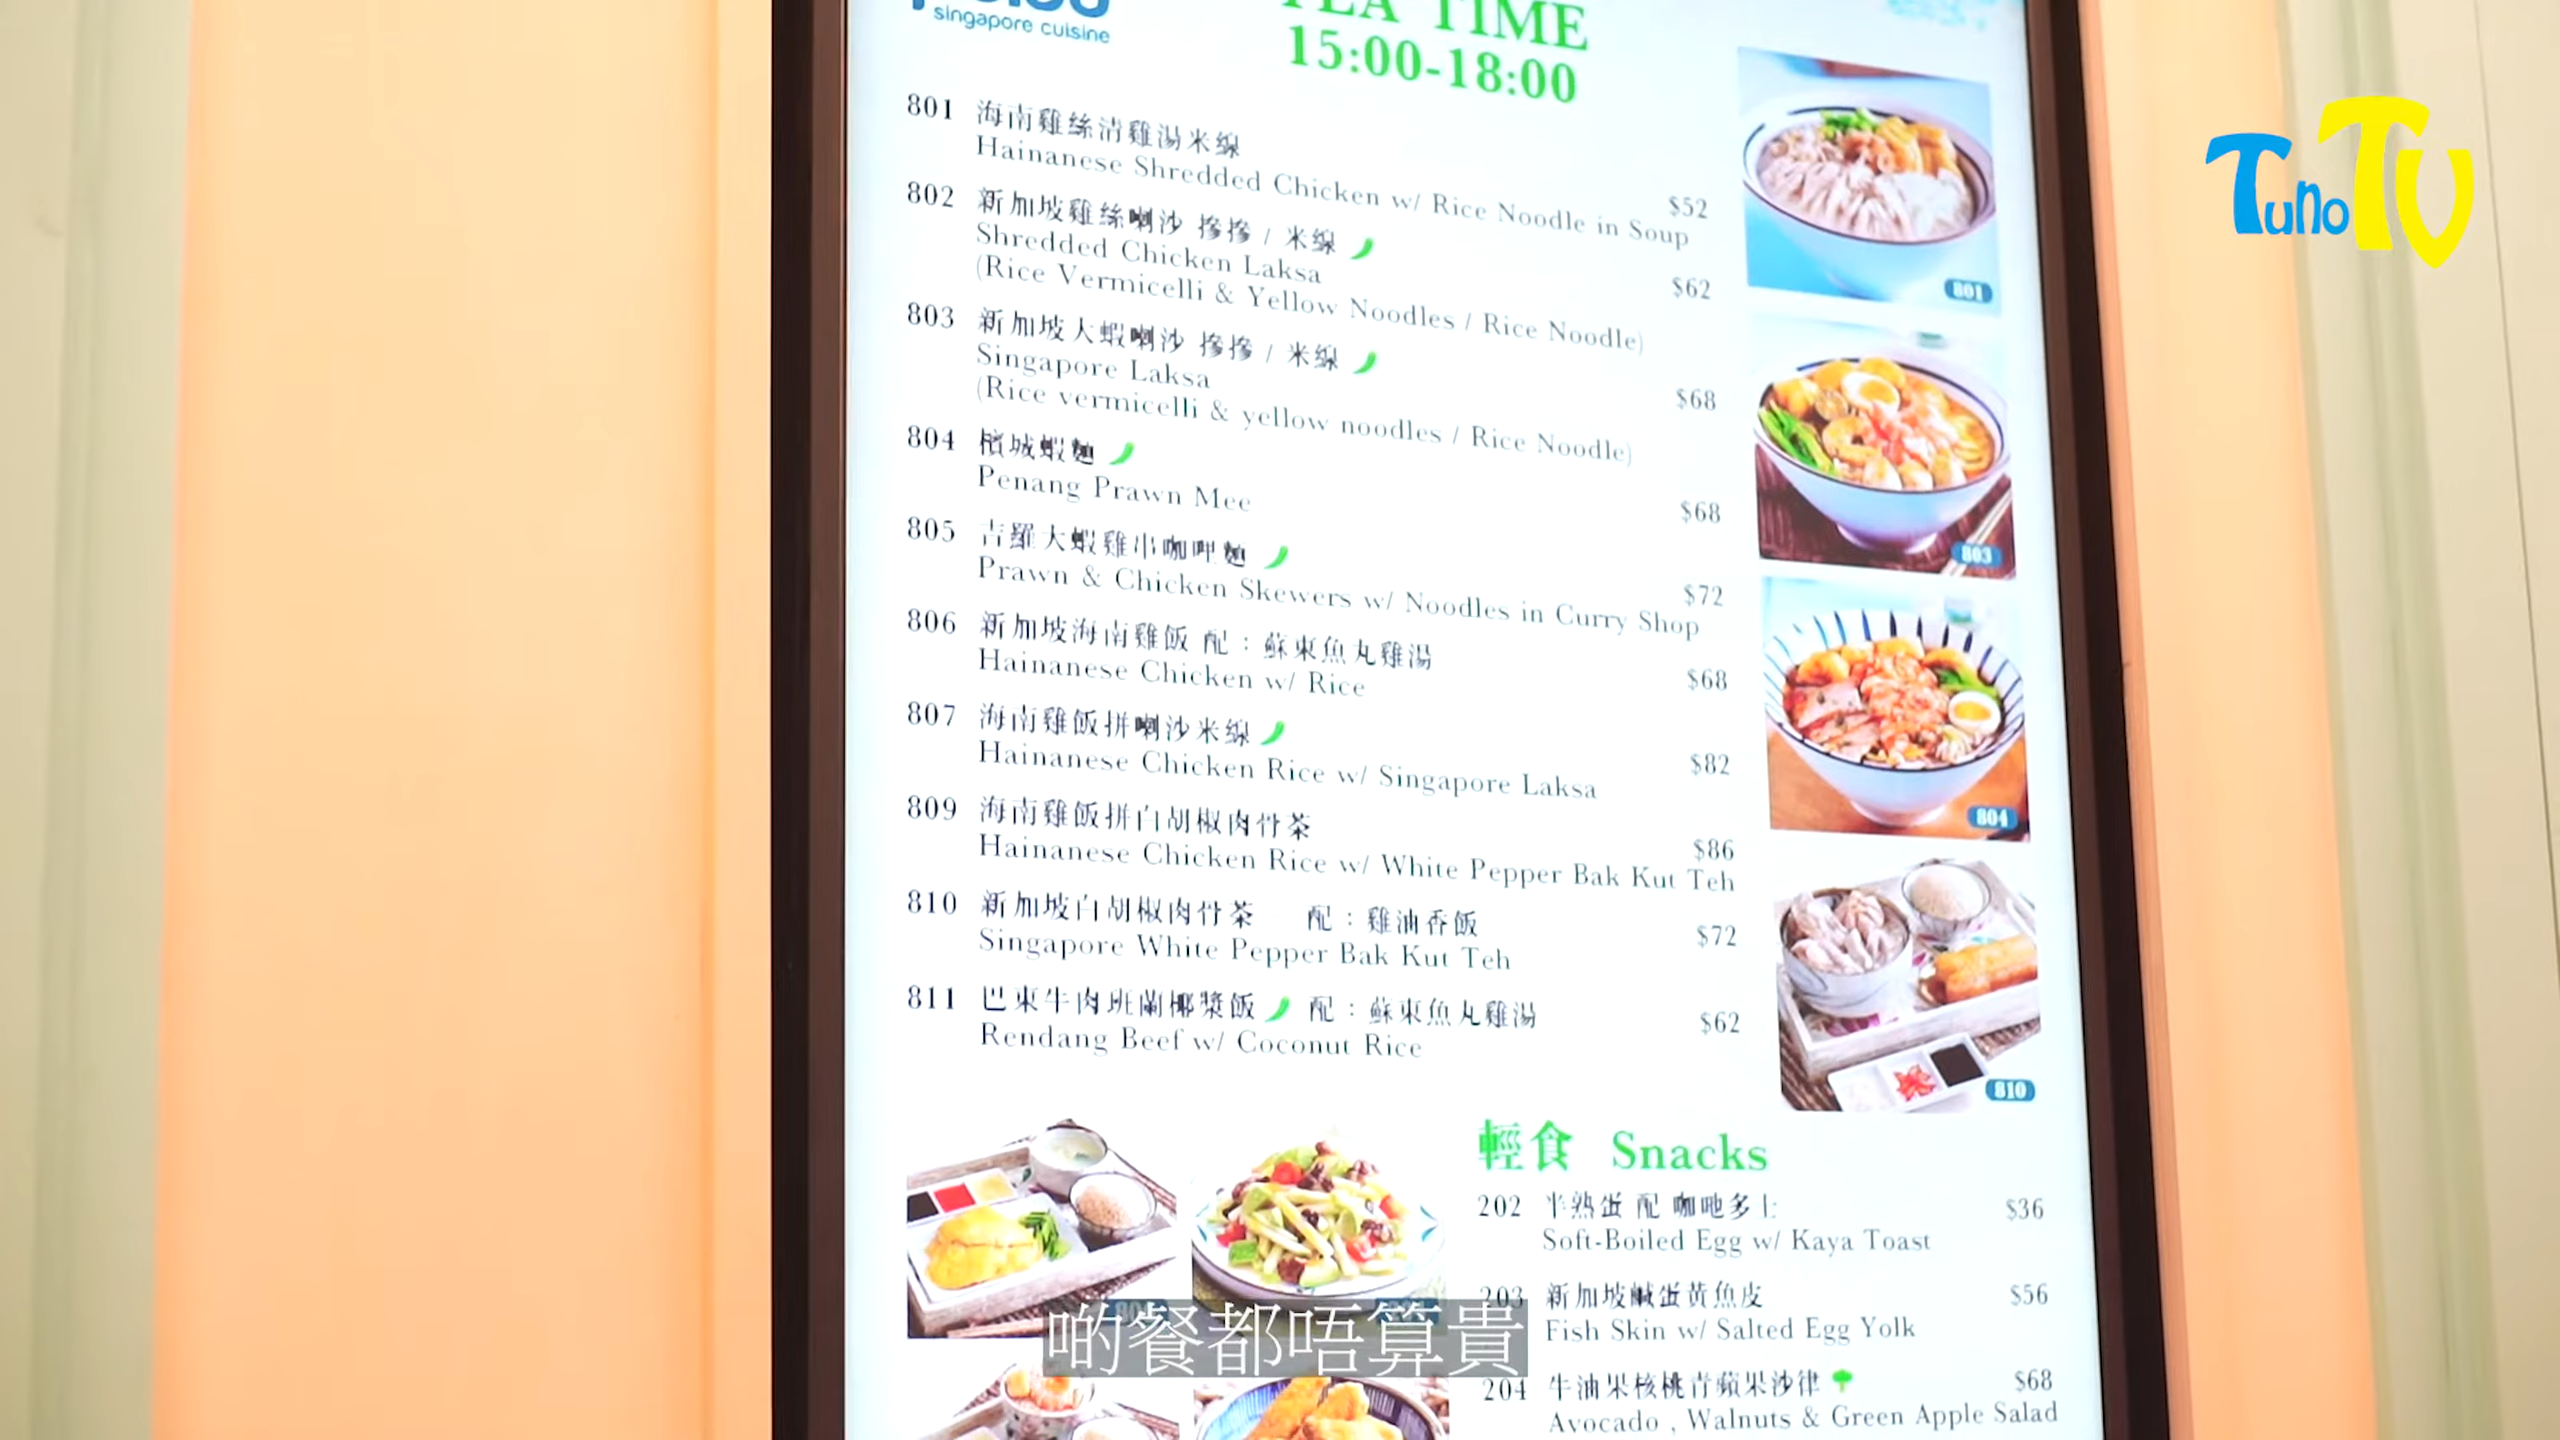 singapore cuisine
TEA TIME
15:00-18:00
TunoTV
801 海南雞絲清雞湯米線
Hainanese Shredded Chicken w/ Rice Noodle in Soup $52
802 新加坡雞絲喇沙 摻摻 / 米線
Shredded Chicken Laksa
(Rice Vermicelli & Yellow Noodles / Rice Noodle) $62
803 新加坡大蝦喇沙 摻摻 / 米線
Singapore Laksa
(Rice vermicelli & yellow noodles / Rice Noodle) $68
804 檳城蝦麵
Penang Prawn Mee $68
805 吉羅大蝦雞串咖哩麵
Prawn & Chicken Skewers w/ Noodles in Curry Shop $72
806 新加坡海南雞飯 配：蘇東魚丸雞湯
Hainanese Chicken w/ Rice $68
807 海南雞飯拼喇沙米線
Hainanese Chicken Rice w/ Singapore Laksa $82
809 海南雞飯拼白胡椒肉骨茶
Hainanese Chicken Rice w/ White Pepper Bak Kut Teh $86
810 新加坡白胡椒肉骨茶 配：雞油香飯
Singapore White Pepper Bak Kut Teh $72
811 巴東牛肉班蘭椰漿飯 配：蘇東魚丸雞湯
Rendang Beef w/ Coconut Rice $62
801
803
804
810
輕食 Snacks
202 半熟蛋 配 咖吔多士 $36
Soft-Boiled Egg w/ Kaya Toast
203 新加坡鹹蛋黃魚皮 $56
Fish Skin w/ Salted Egg Yolk
204 牛油果核桃青蘋果沙律 $68
Avocado , Walnuts & Green Apple Salad
啲餐都唔算貴